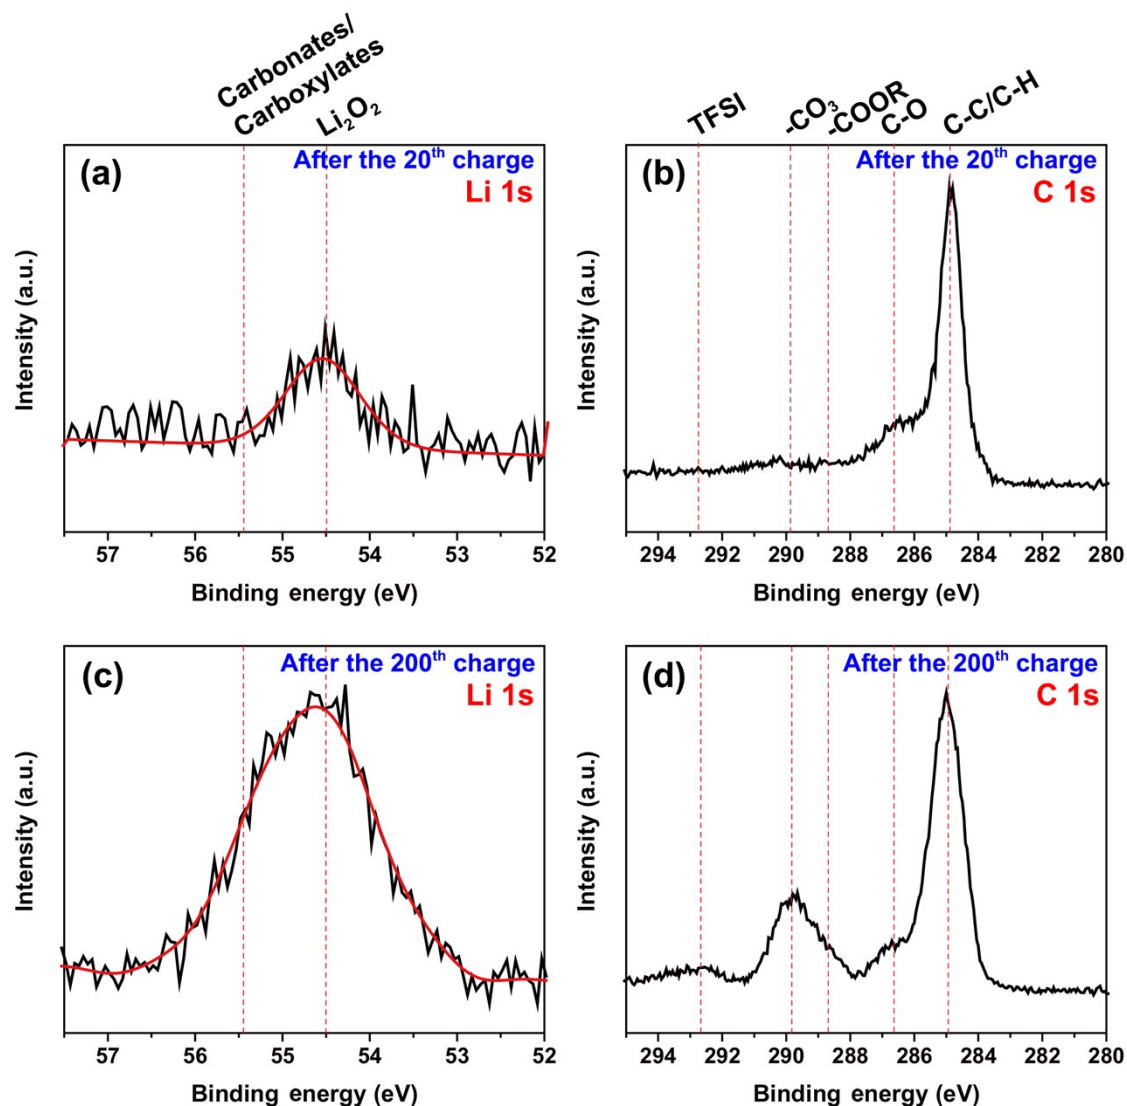 Carbonates/
Carboxylates
Li₂O₂
TFSI
-CO₃
-COOR
C-O
C-C/C-H
(a)
After the 20th charge
Li 1s
Intensity (a.u.)
57 56 55 54 53 52
Binding energy (eV)
(b)
After the 20th charge
C 1s
Intensity (a.u.)
294 292 290 288 286 284 282 280
Binding energy (eV)
(c)
After the 200th charge
Li 1s
Intensity (a.u.)
57 56 55 54 53 52
Binding energy (eV)
(d)
After the 200th charge
C 1s
Intensity (a.u.)
294 292 290 288 286 284 282 280
Binding energy (eV)